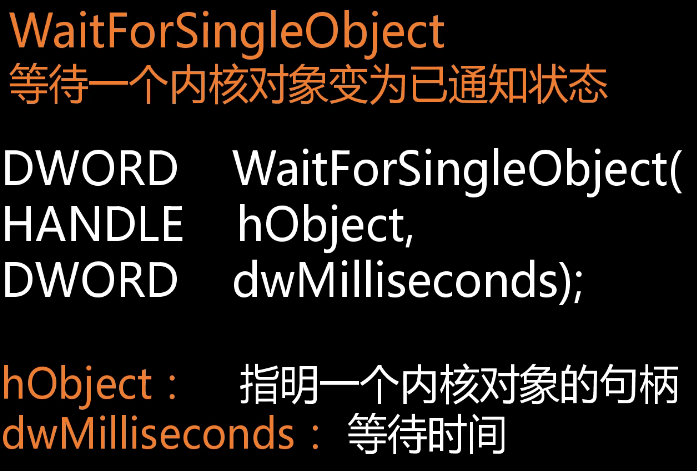 WaitForSingleObject
等待一个内核对象变为已通知状态
DWORD WaitForSingleObject(
HANDLE hObject,
DWORD dwMilliseconds);
hObject： 指明一个内核对象的句柄
dwMilliseconds： 等待时间